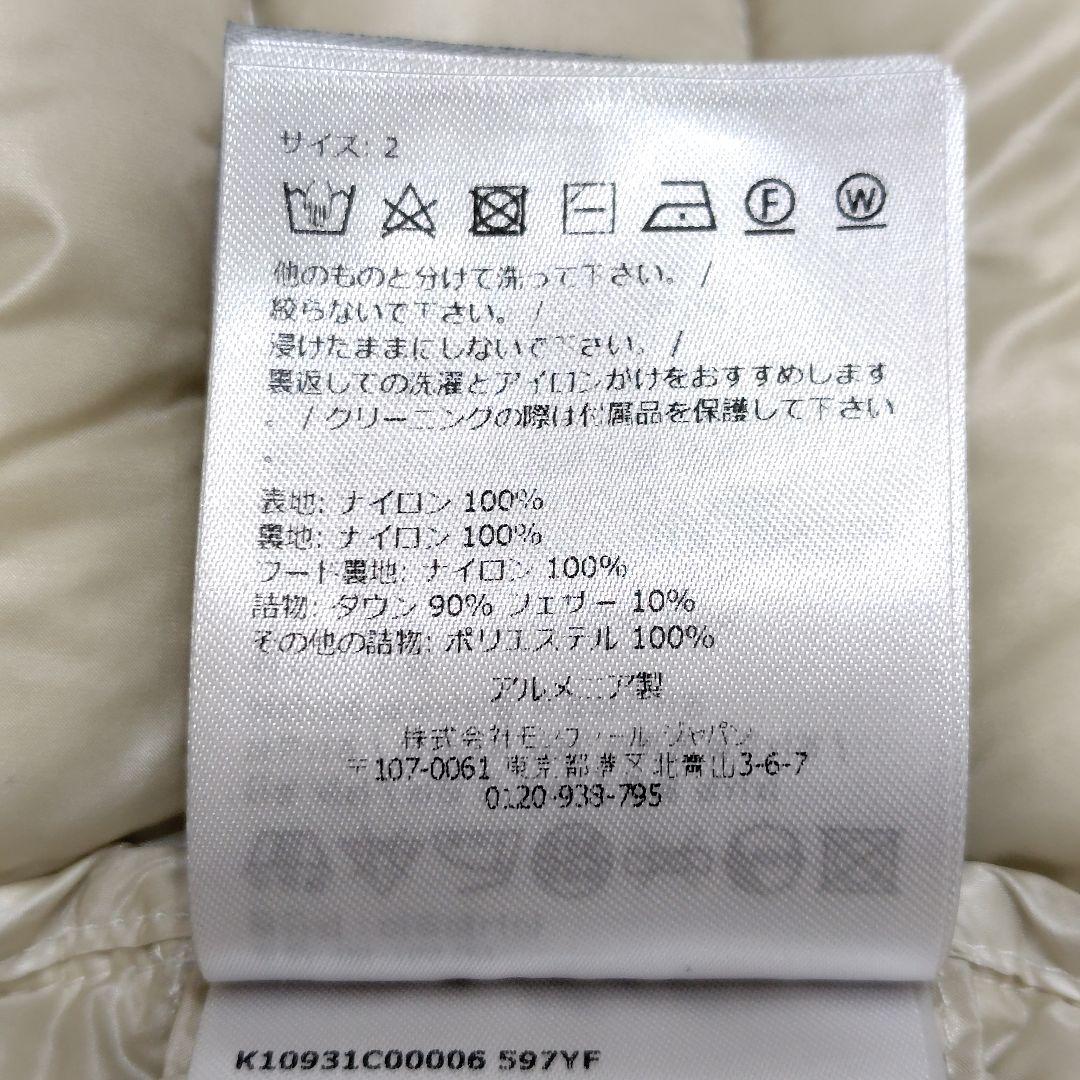 サイズ: 2
F W
他のものと分けて洗って下さい。 /
絞らないで下さい。 /
浸けたままにしないで下さい。 /
裏返しての洗濯とアイロンがけをおすすめします
。 / クリーニングの際は付属品を保護して下さい
。
表地: ナイロン 100%
裏地: ナイロン 100%
フード裏地: ナイロン 100%
詰物: ダウン 90% フェザー 10%
その他の詰物: ポリエステル 100%
アルメニア製
株式会社モンクレール ジャパン
〒107-0061 東京都港区北青山3-6-7
0120-938-795
K10931C00006 597YF